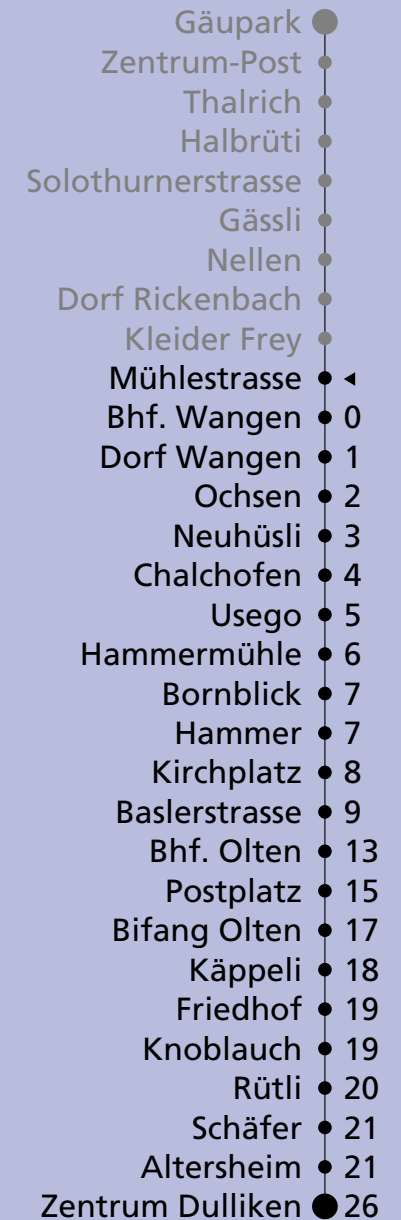 Gäupark
Zentrum-Post
Thalrich
Halbrüti
Solothurnerstrasse
Gässli
Nellen
Dorf Rickenbach
Kleider Frey
Mühlestrasse
Bhf. Wangen 0
Dorf Wangen 1
Ochsen 2
Neuhüsli 3
Chalchofen 4
Usego 5
Hammermühle 6
Bornblick 7
Hammer 7
Kirchplatz 8
Baslerstrasse 9
Bhf. Olten 13
Postplatz 15
Bifang Olten 17
Käppeli 18
Friedhof 19
Knoblauch 19
Rütli 20
Schäfer 21
Altersheim 21
Zentrum Dulliken 26